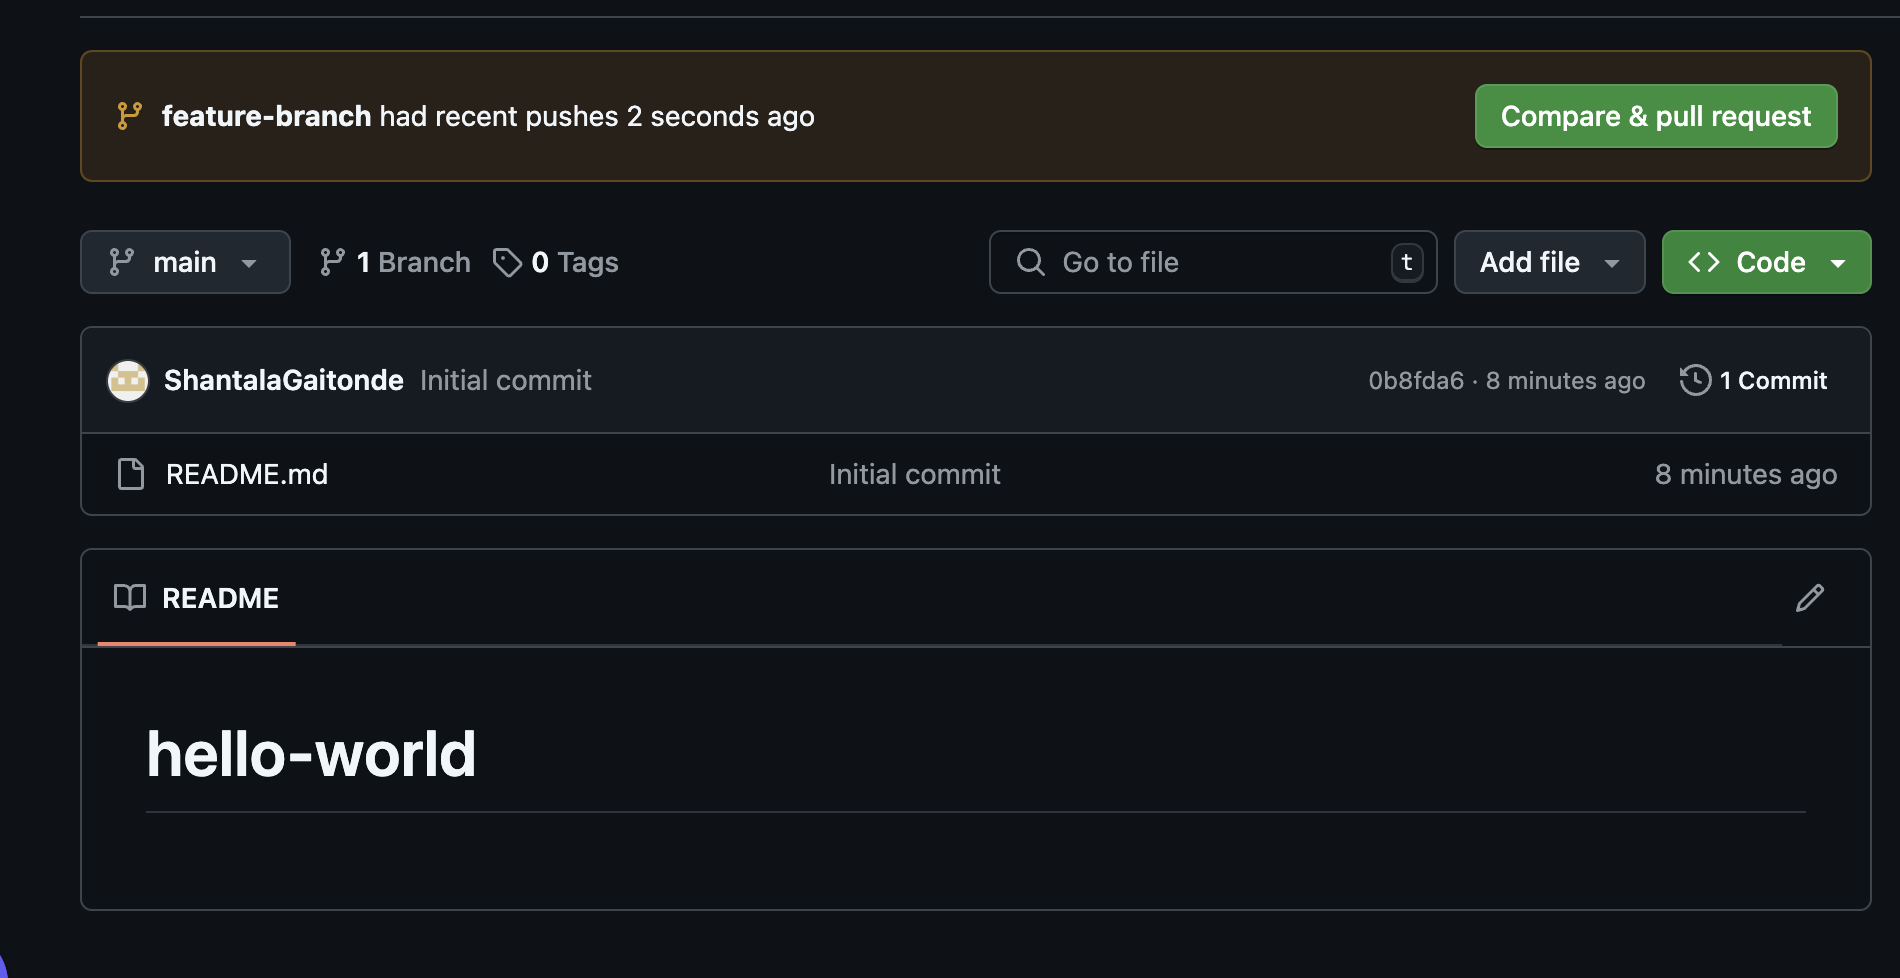 feature-branch had recent pushes 2 seconds ago
Compare & pull request
main
1 Branch
0 Tags
Go to file
t
Add file
Code
ShantalaGaitonde Initial commit
0b8fda6 · 8 minutes ago
1 Commit
README.md
Initial commit
8 minutes ago
README
hello-world